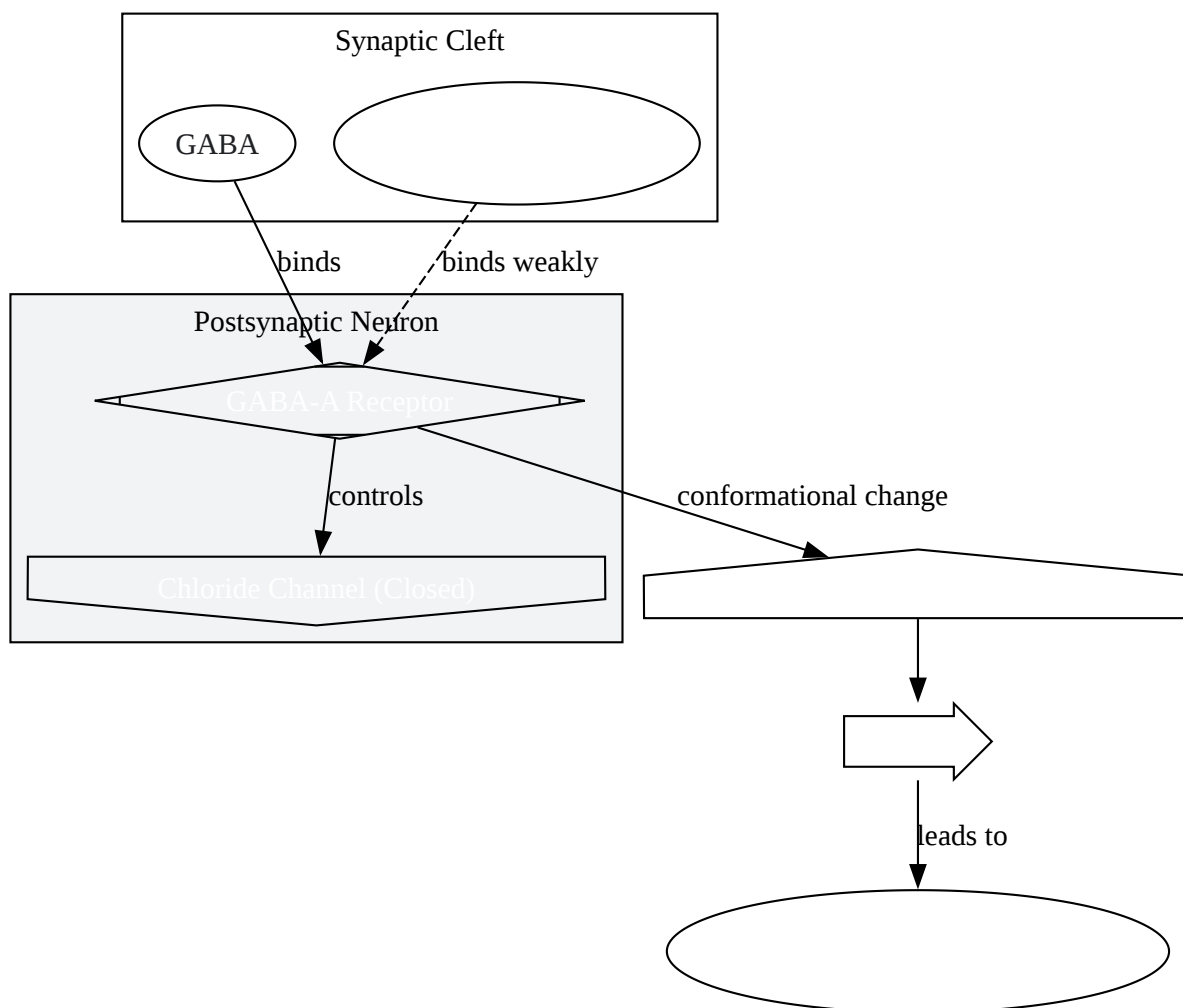 Synaptic Cleft
GABA
binds
binds weakly
Postsynaptic Neuron
GABA-A Receptor
controls
conformational change
Chloride Channel (Closed)
leads to